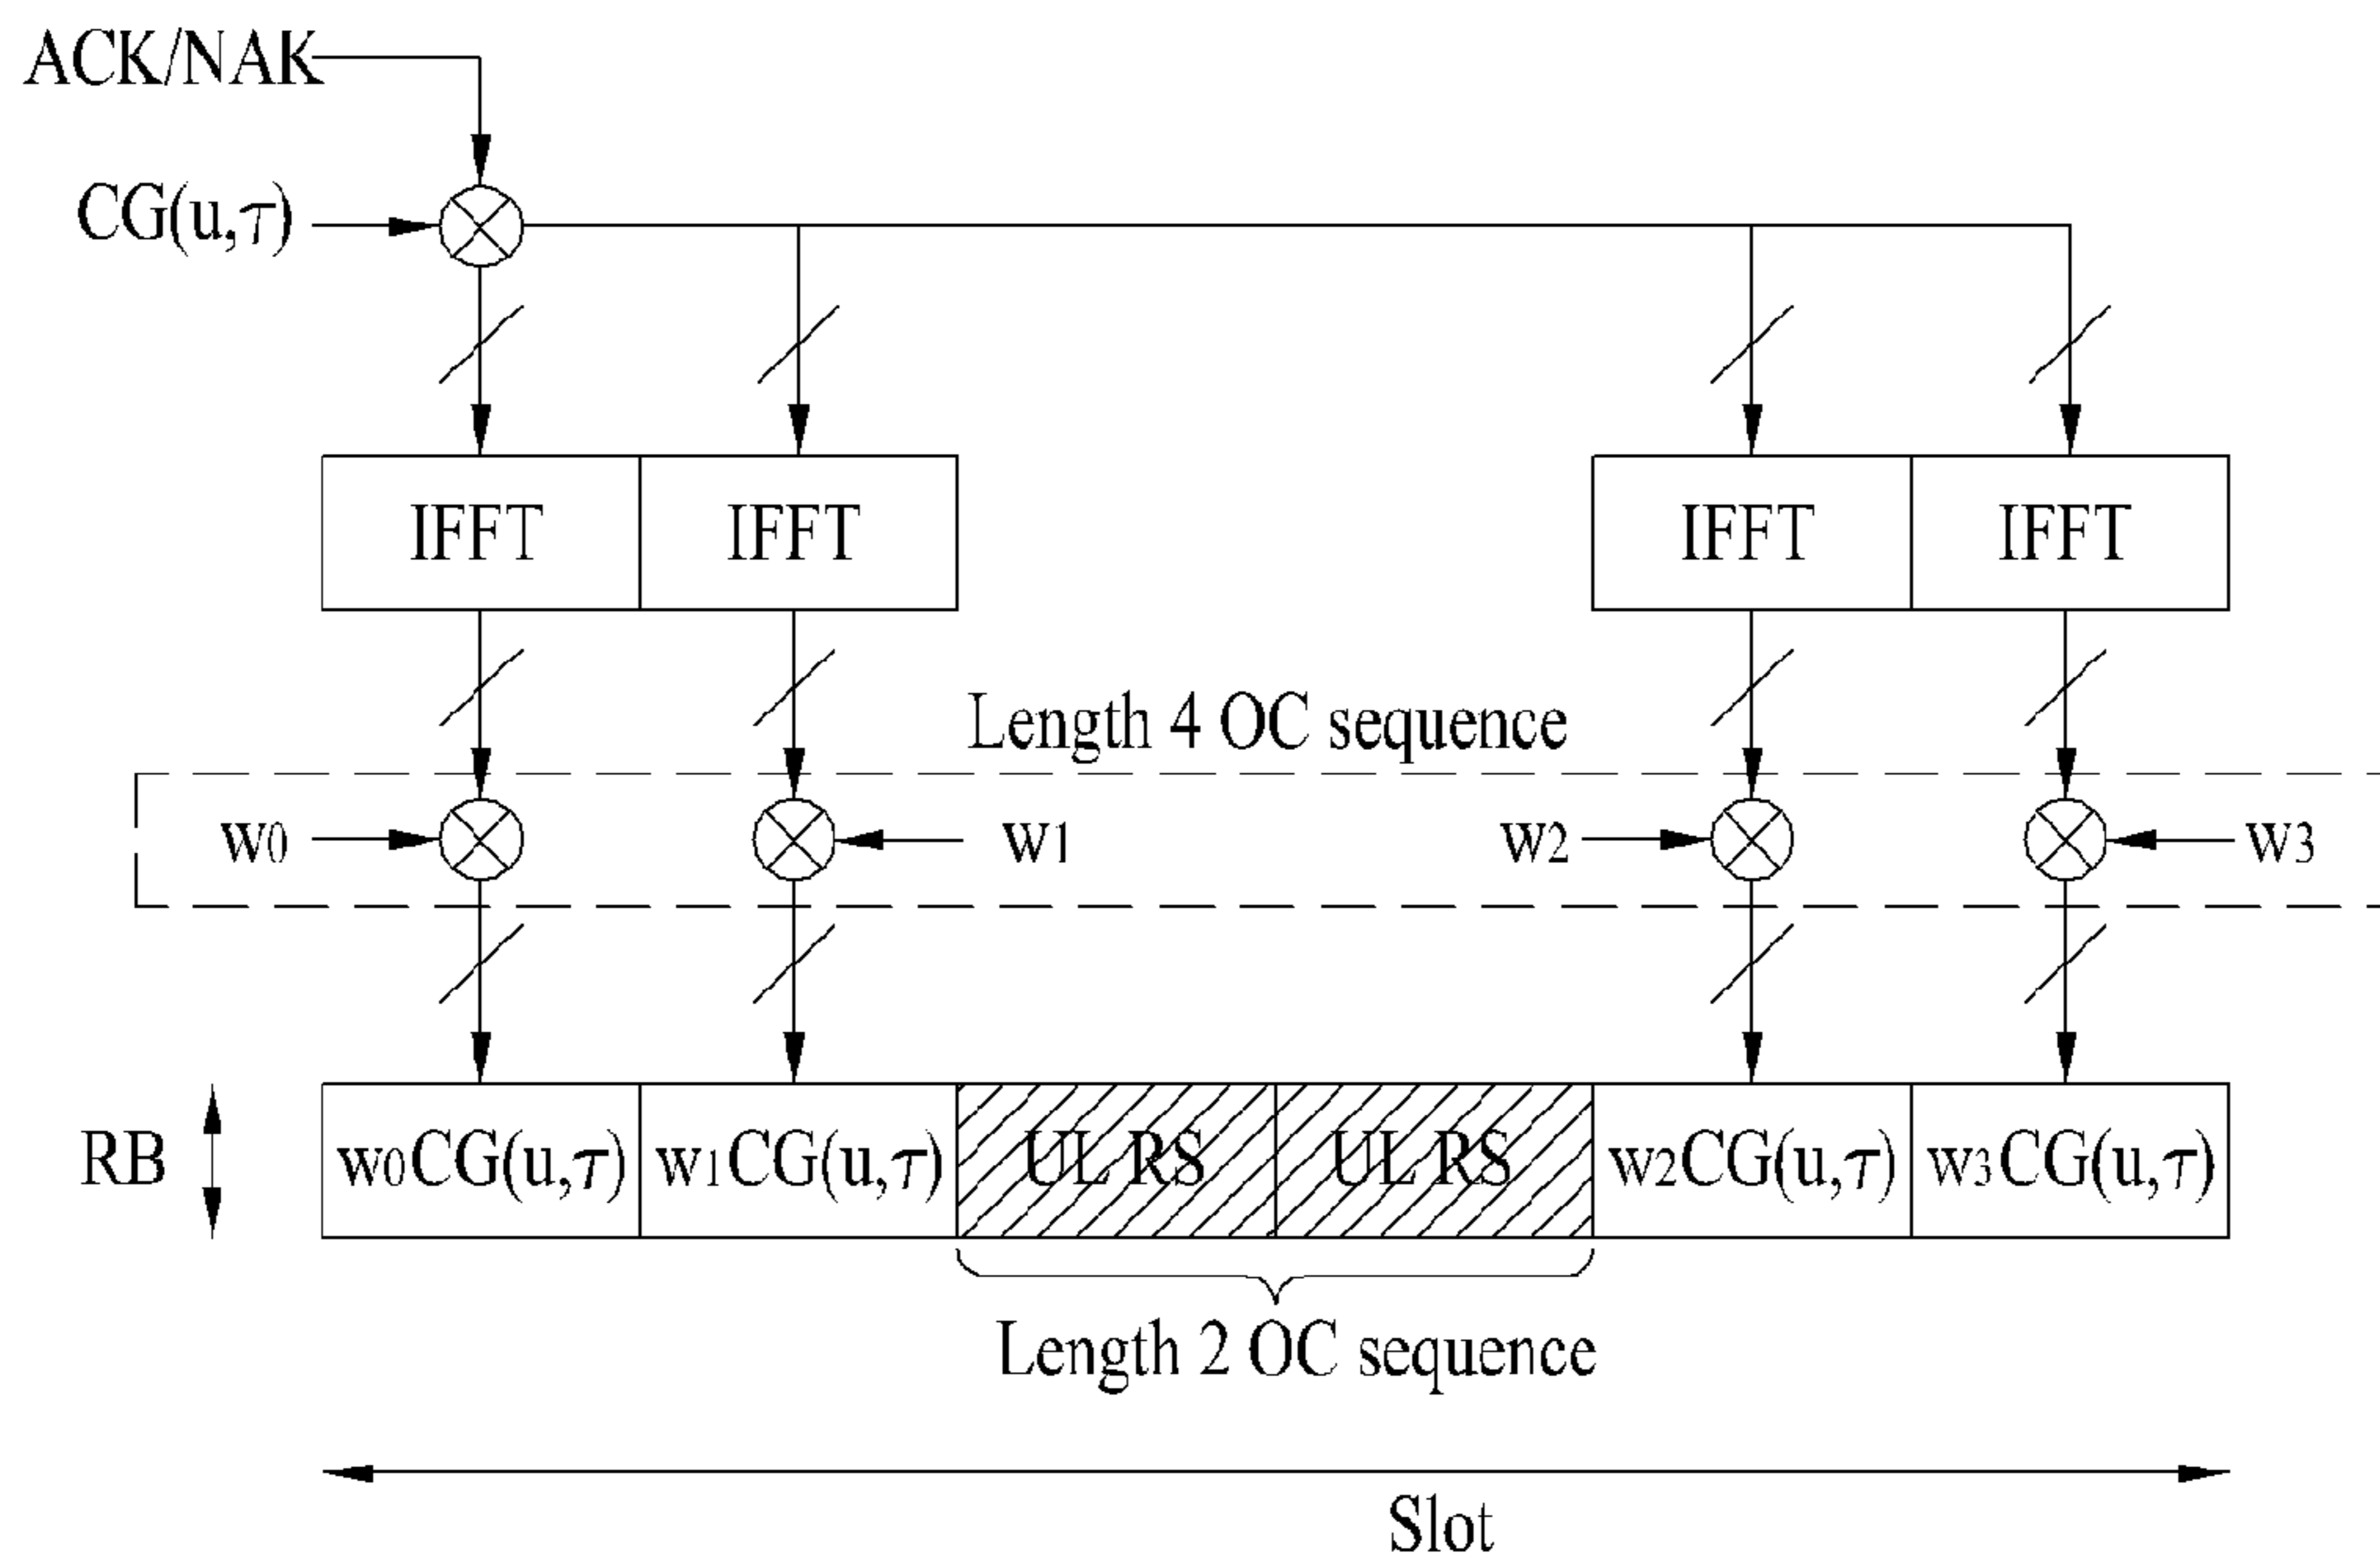 ACK/NAK
CG(u,τ)
IFFT IFFT IFFT IFFT
Length 4 OC sequence
w0 w1 w2 w3
RB w0CG(u,τ) w1CG(u,τ) UL RS UL RS w2CG(u,τ) w3CG(u,τ)
Length 2 OC sequence
Slot